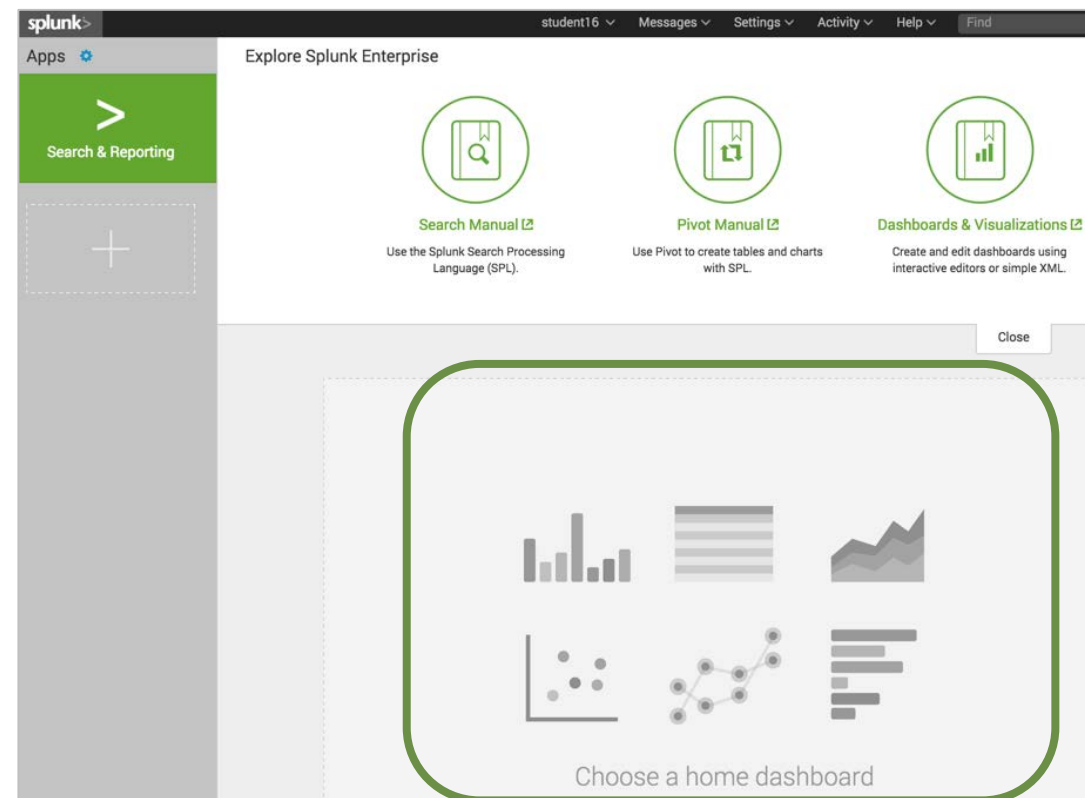 splunk>
student16 Messages Settings Activity Help Find
Apps
Explore Splunk Enterprise
>
Search & Reporting
Search Manual
Use the Splunk Search Processing
Language (SPL).
Pivot Manual
Use Pivot to create tables and charts
with SPL.
Dashboards & Visualizations
Create and edit dashboards using
interactive editors or simple XML.
Close
Choose a home dashboard